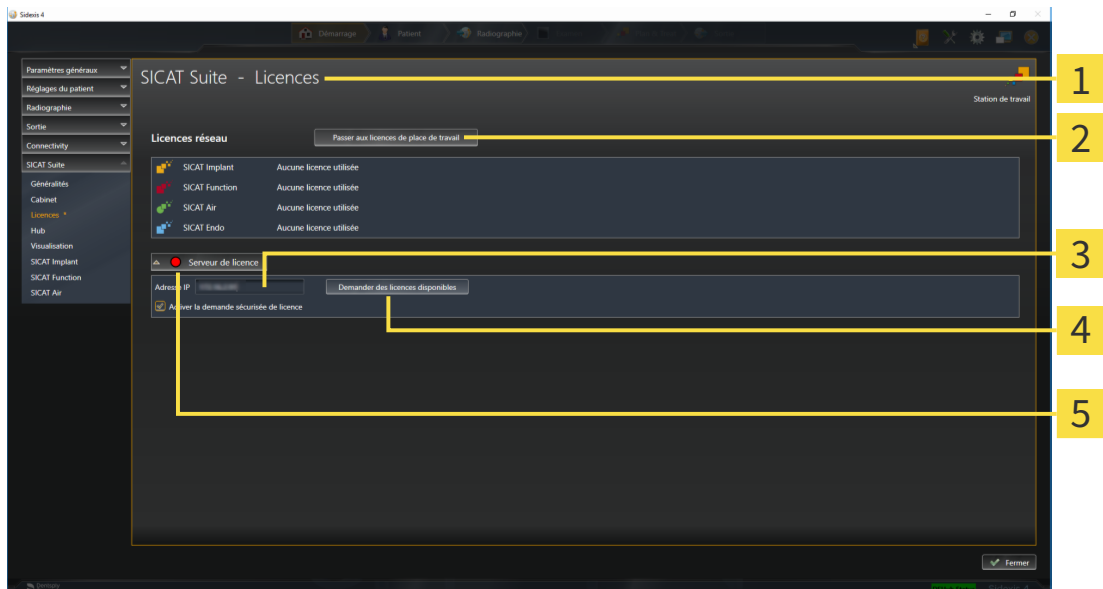 Sidexis 4
Démarrage
Patient
Radiographie
Paramètres généraux
Réglages du patient
Radiographie
Sortie
Connectivity
SICAT Suite
Généralités
Cabinet
Licences *
Hub
Visualisation
SICAT Implant
SICAT Function
SICAT Air
SICAT Suite - Licences
Station de travail
Licences réseau
Passer aux licences de place de travail
SICAT Implant Aucune licence utilisée
SICAT Function Aucune licence utilisée
SICAT Air Aucune licence utilisée
SICAT Endo Aucune licence utilisée
Serveur de licence
Adresse IP
Demander des licences disponibles
Activer la demande sécurisée de licence
Fermer
Sidexis 4
1
2
3
4
5